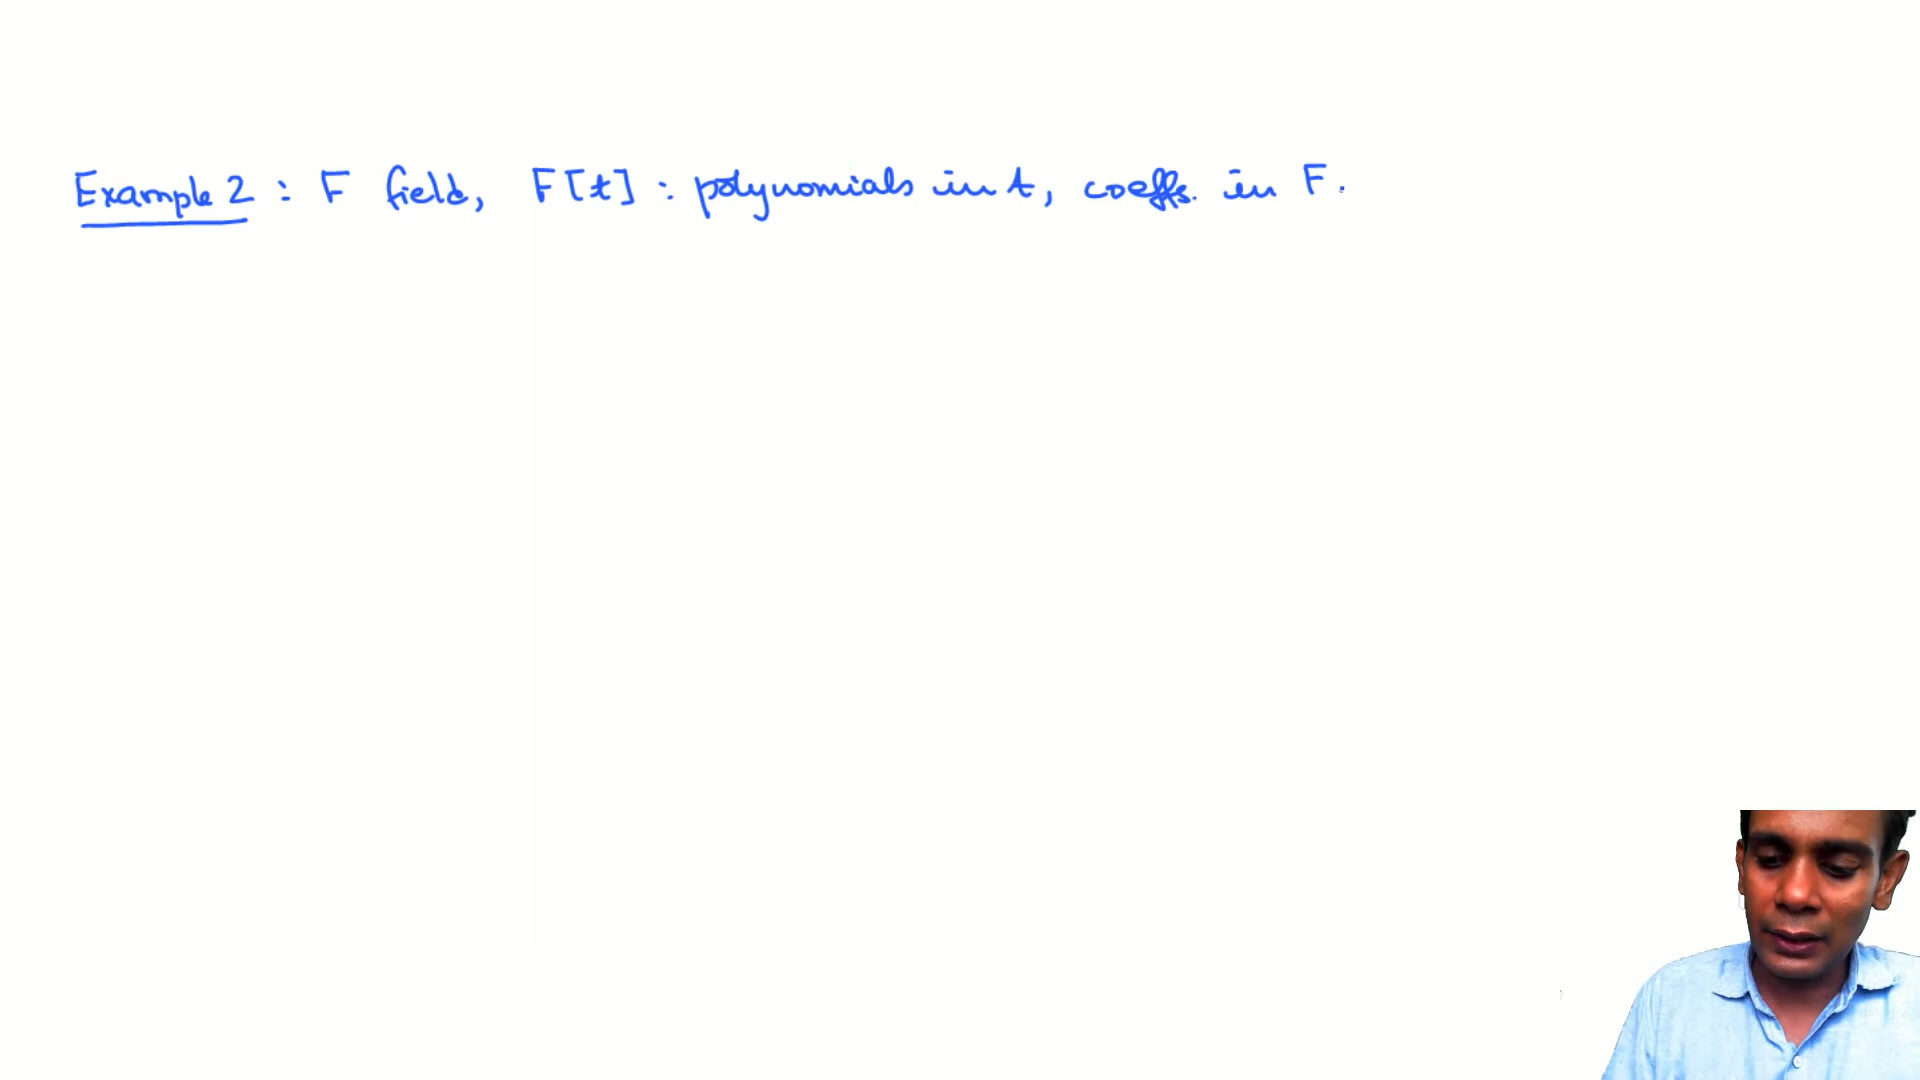 Example 2 : F field, F[t] : polynomials in t, coeffs. in F.